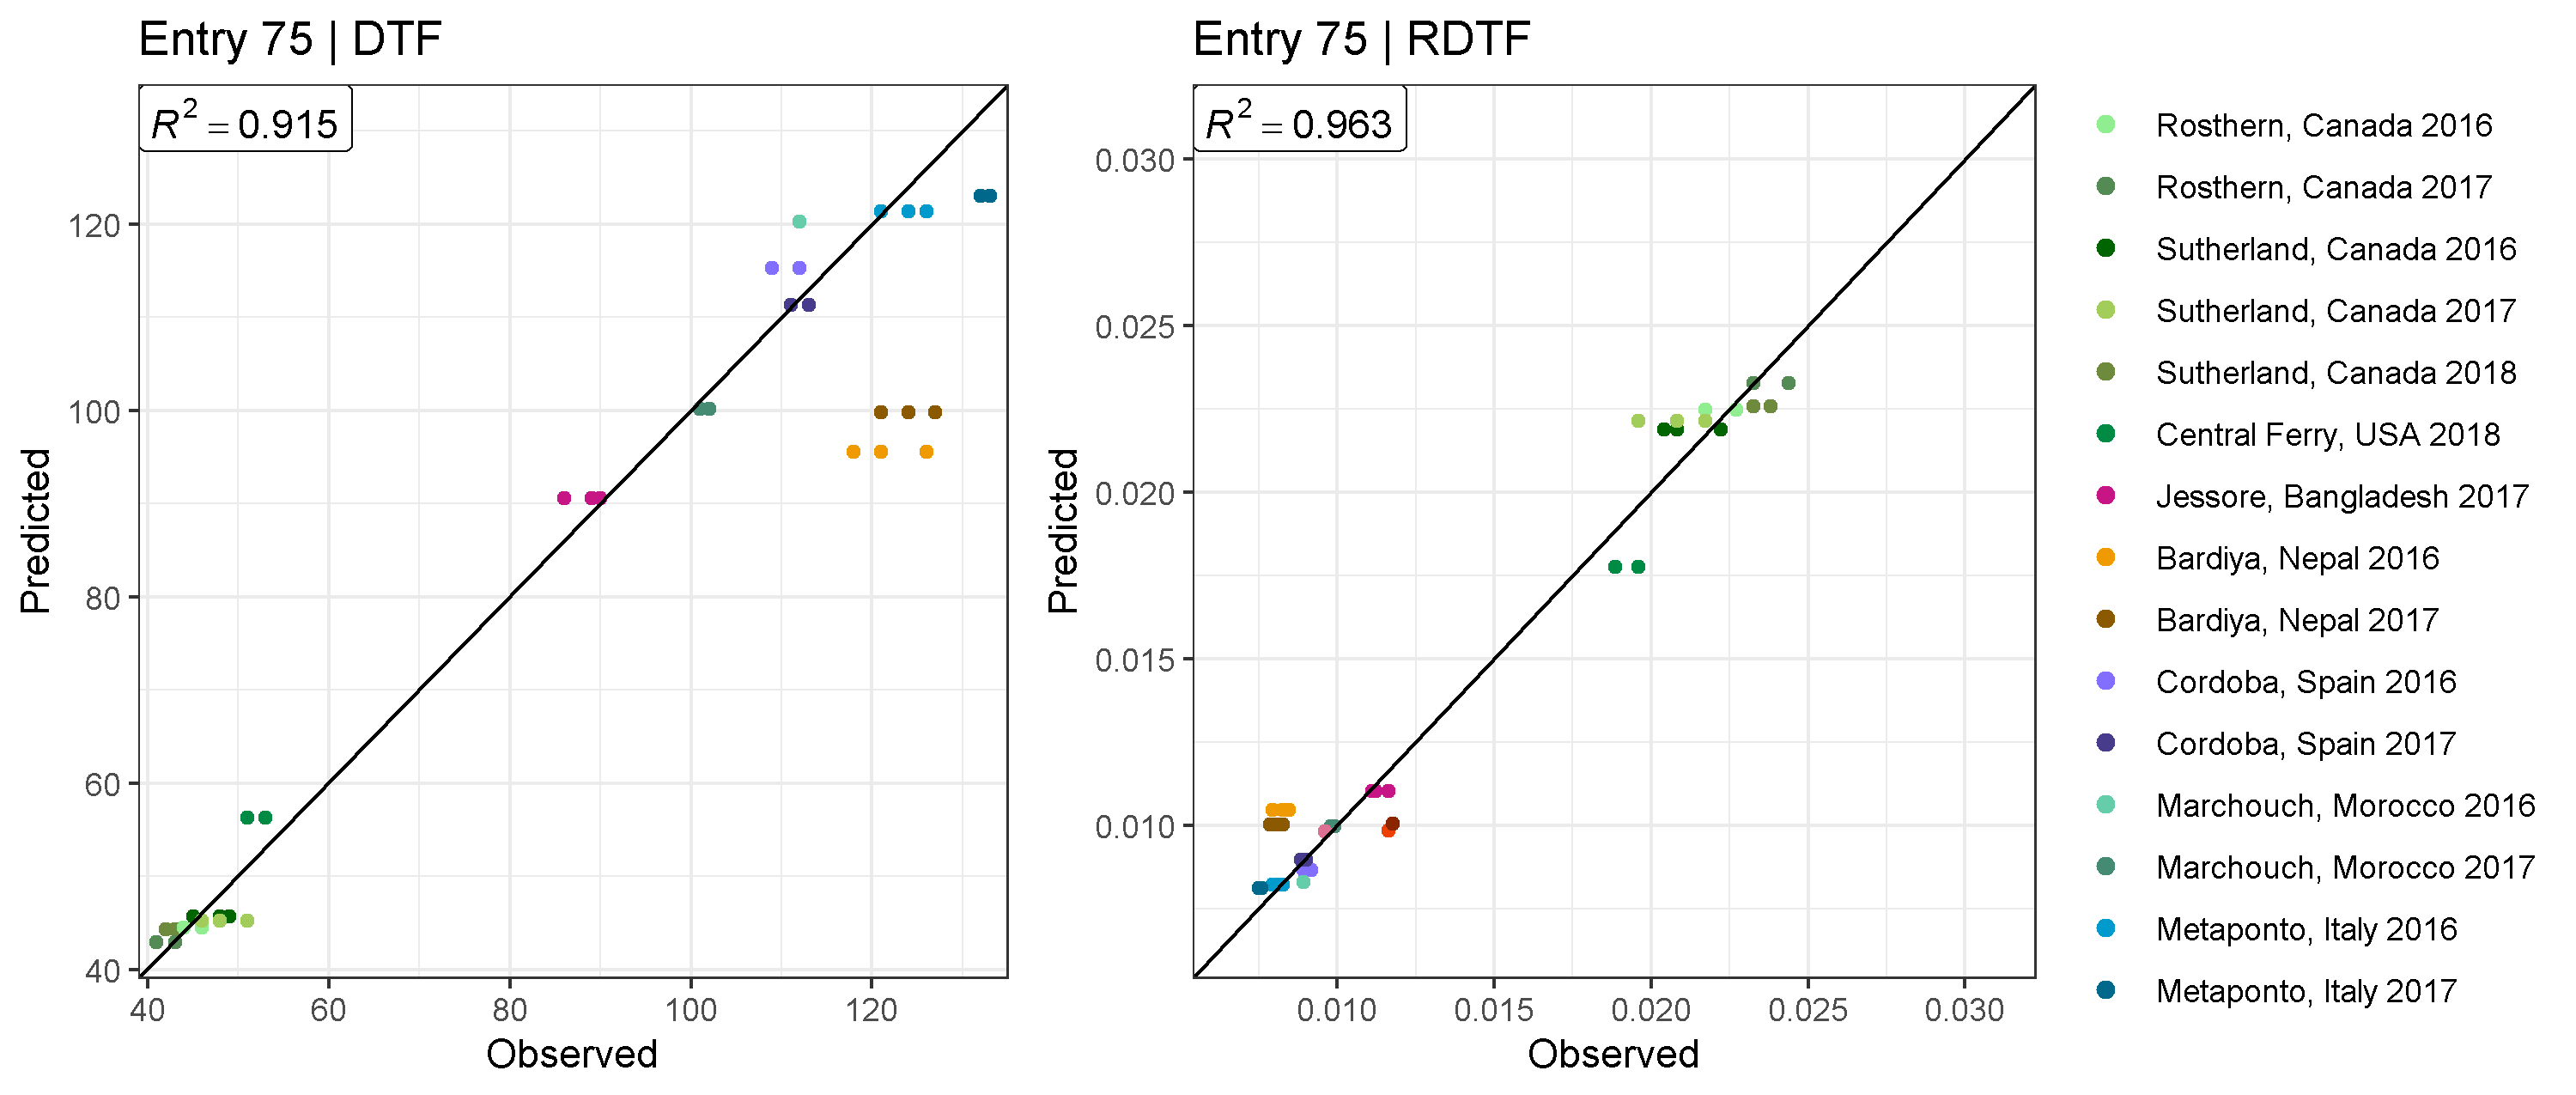 Entry 75 | DTF
R² = 0.915
120
100
80
60
40
40 60 80 100 120
Predicted
Observed
Entry 75 | RDTF
R² = 0.963
0.030
0.025
0.020
0.015
0.010
0.010 0.015 0.020 0.025 0.030
Predicted
Observed
Rosthern, Canada 2016
Rosthern, Canada 2017
Sutherland, Canada 2016
Sutherland, Canada 2017
Sutherland, Canada 2018
Central Ferry, USA 2018
Jessore, Bangladesh 2017
Bardiya, Nepal 2016
Bardiya, Nepal 2017
Cordoba, Spain 2016
Cordoba, Spain 2017
Marchouch, Morocco 2016
Marchouch, Morocco 2017
Metaponto, Italy 2016
Metaponto, Italy 2017